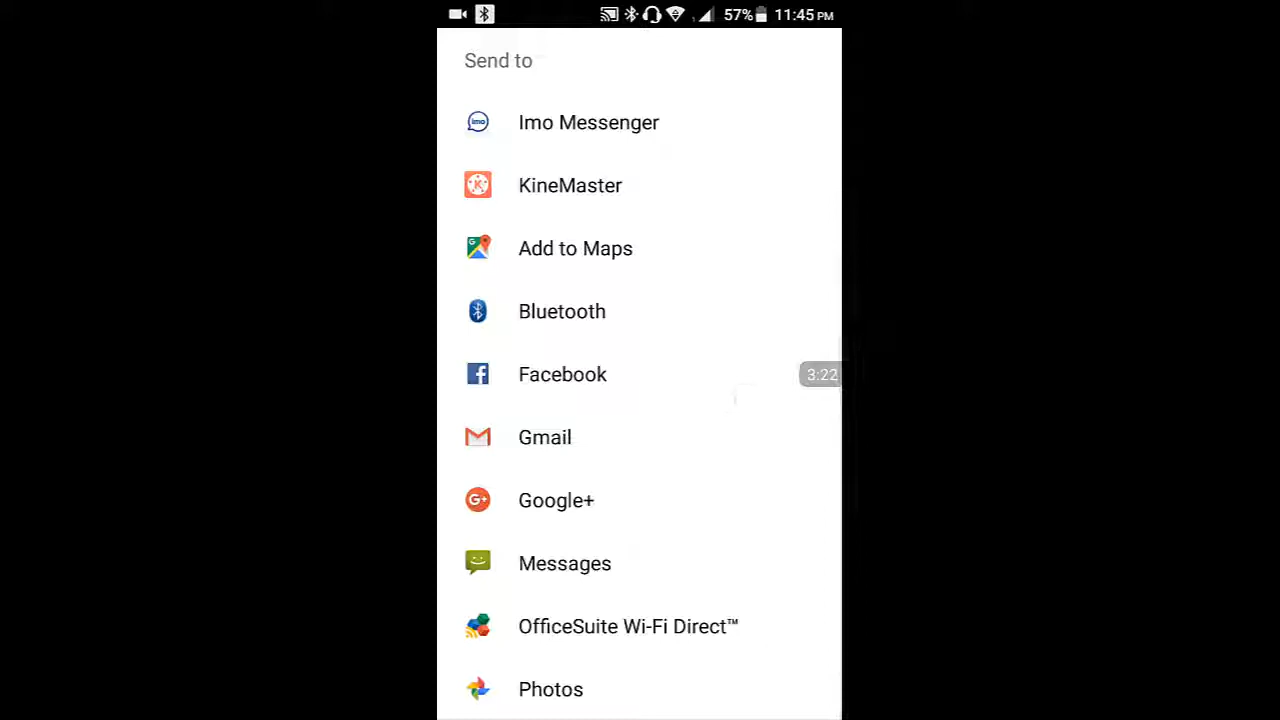 57% 11:45 PM
Send to
imo Imo Messenger
K KineMaster
G Add to Maps
Bluetooth
f Facebook
3:22
Gmail
G+ Google+
Messages
OfficeSuite Wi-Fi Direct™
Photos